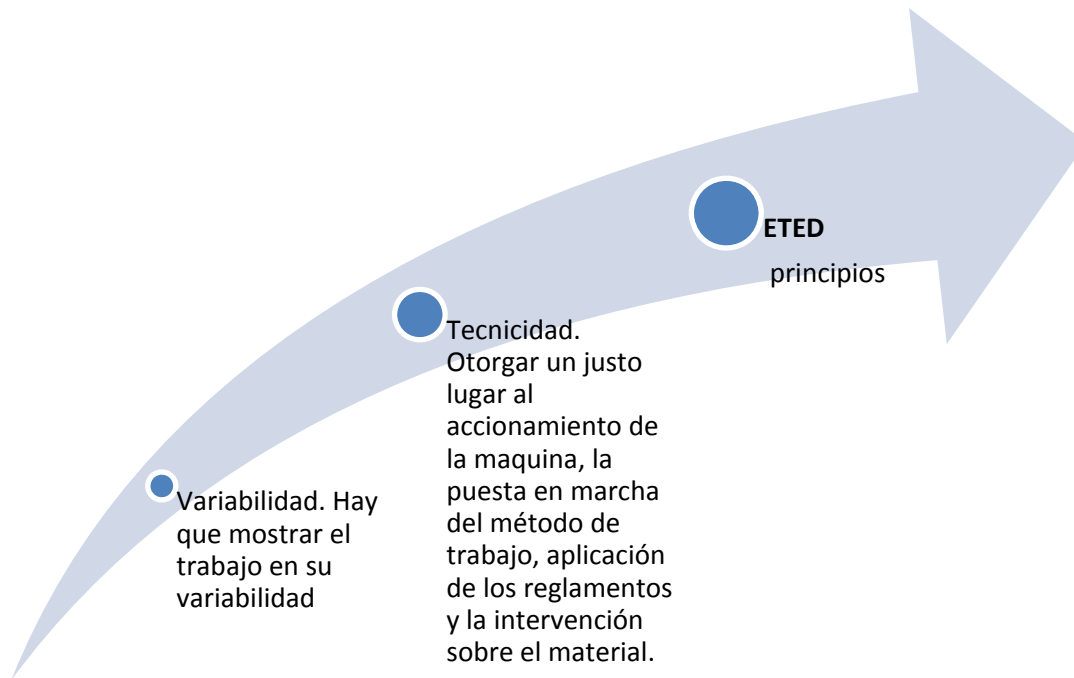 ETED
principios
Tecnicidad.
Otorgar un justo
lugar al
accionamiento de
la maquina, la
puesta en marcha
del método de
trabajo, aplicación
de los reglamentos
y la intervención
sobre el material.
Variabilidad. Hay
que mostrar el
trabajo en su
variabilidad